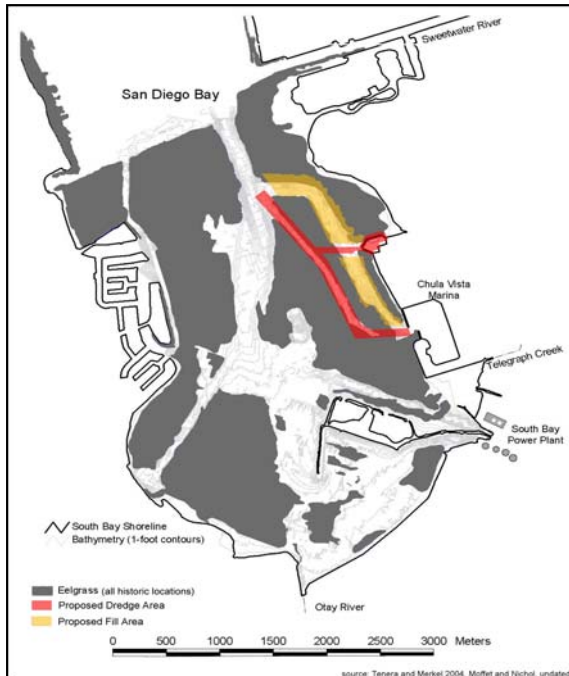 Sweetwater River
San Diego Bay
Chula Vista
Marina
Telegraph Creek
South Bay
Power Plant
South Bay Shoreline
Bathymetry (1-foot contours)
Eelgrass (all historic locations)
Proposed Dredge Area
Proposed Fill Area
Otay River
0 500 1000 1500 2000 2500 3000 Meters
source: Tenera and Merkel 2004, Moffet and Nichol, undated